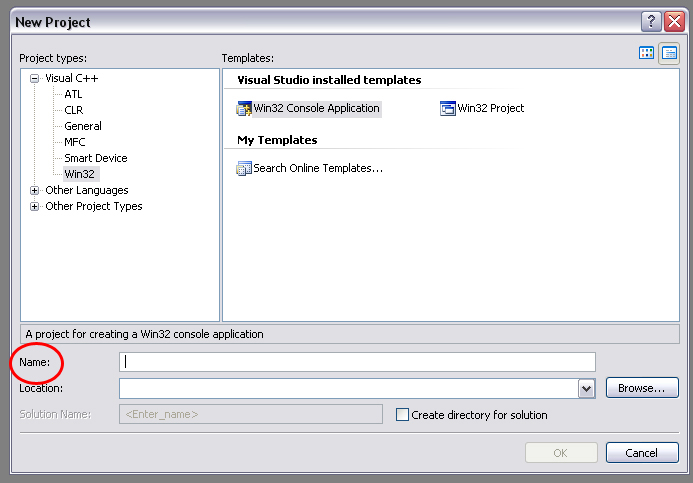 New Project
Project types:
Templates:
Visual C++
ATL
CLR
General
MFC
Smart Device
Win32
Other Languages
Other Project Types
Visual Studio installed templates
Win32 Console Application
Win32 Project
My Templates
Search Online Templates...
A project for creating a Win32 console application
Name:
Location:
Browse...
Solution Name:
<Enter_name>
Create directory for solution
OK
Cancel